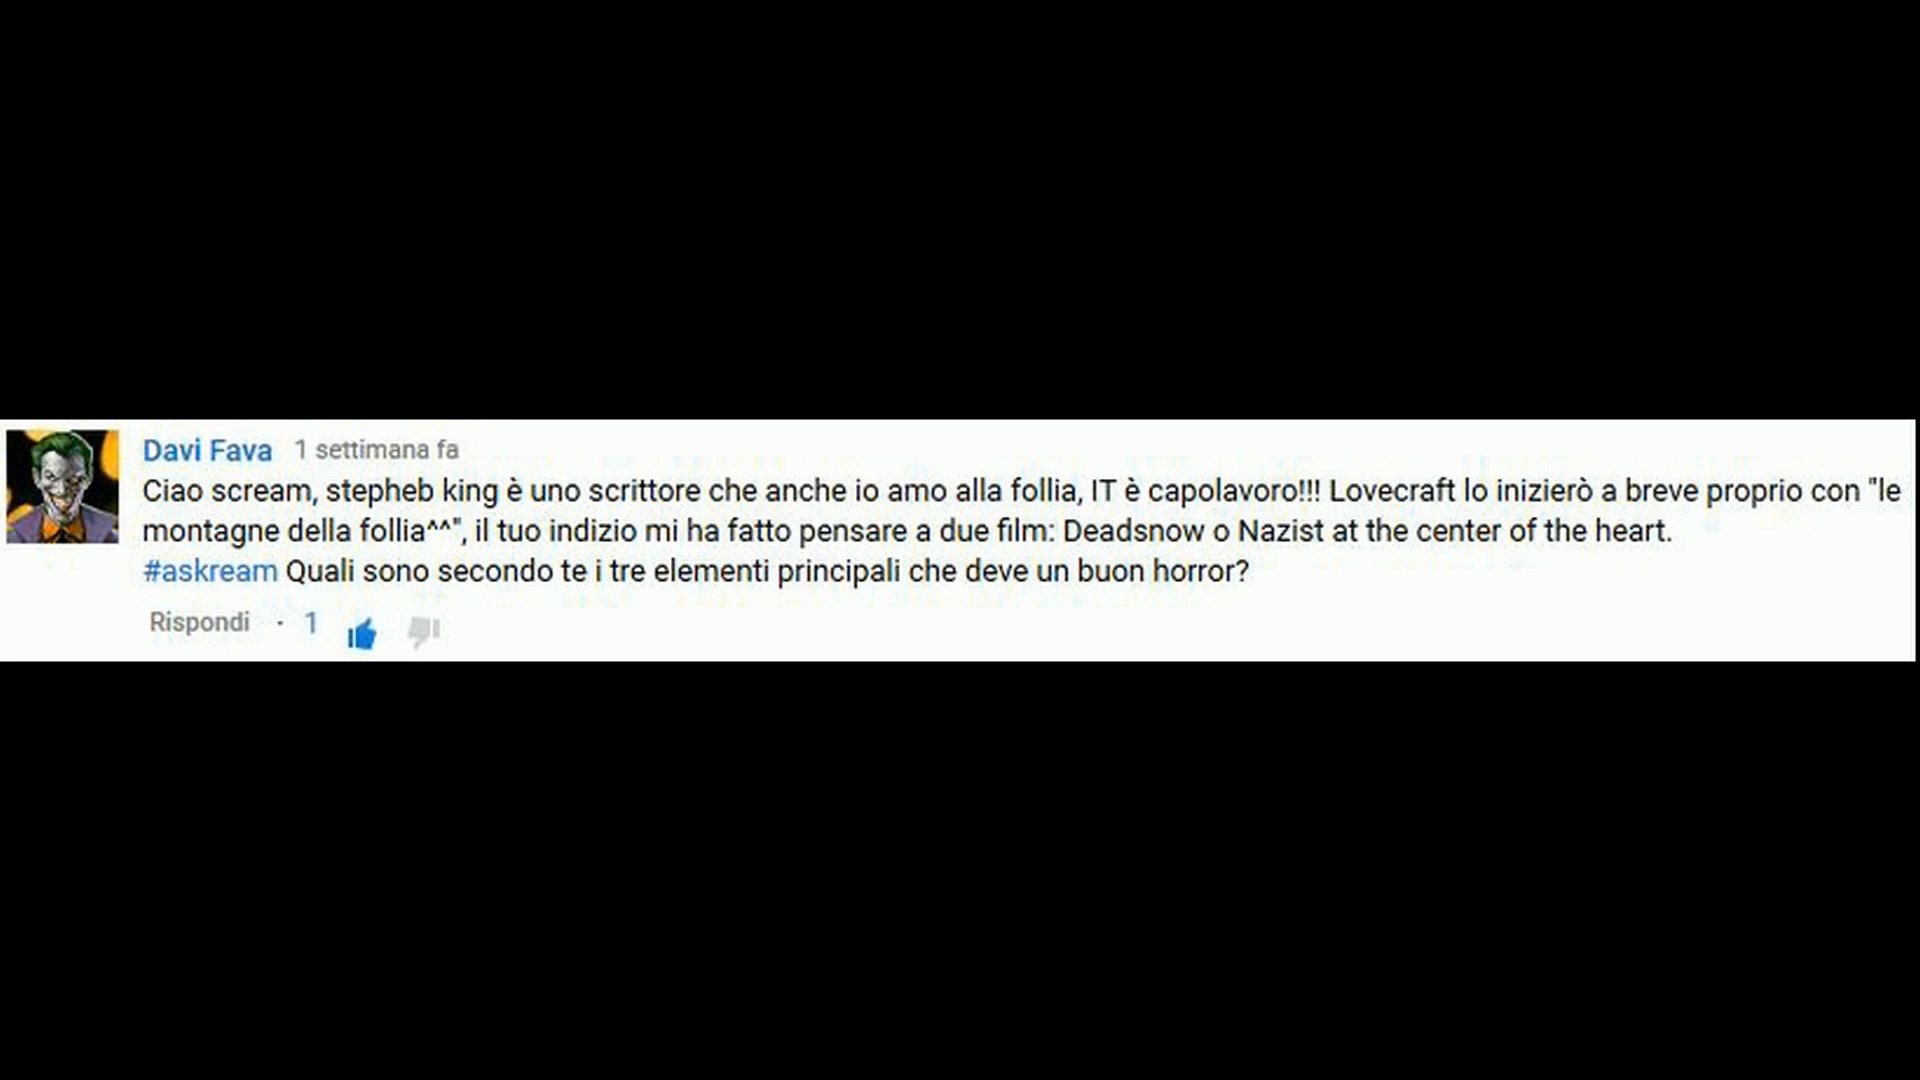 Davi Fava 1 settimana fa
Ciao scream, stepheb king è uno scrittore che anche io amo alla follia, IT è capolavoro!!! Lovecraft lo inizierò a breve proprio con "le
montagne della follia^^", il tuo indizio mi ha fatto pensare a due film: Deadsnow o Nazist at the center of the heart.
#askream Quali sono secondo te i tre elementi principali che deve un buon horror?
Rispondi · 1